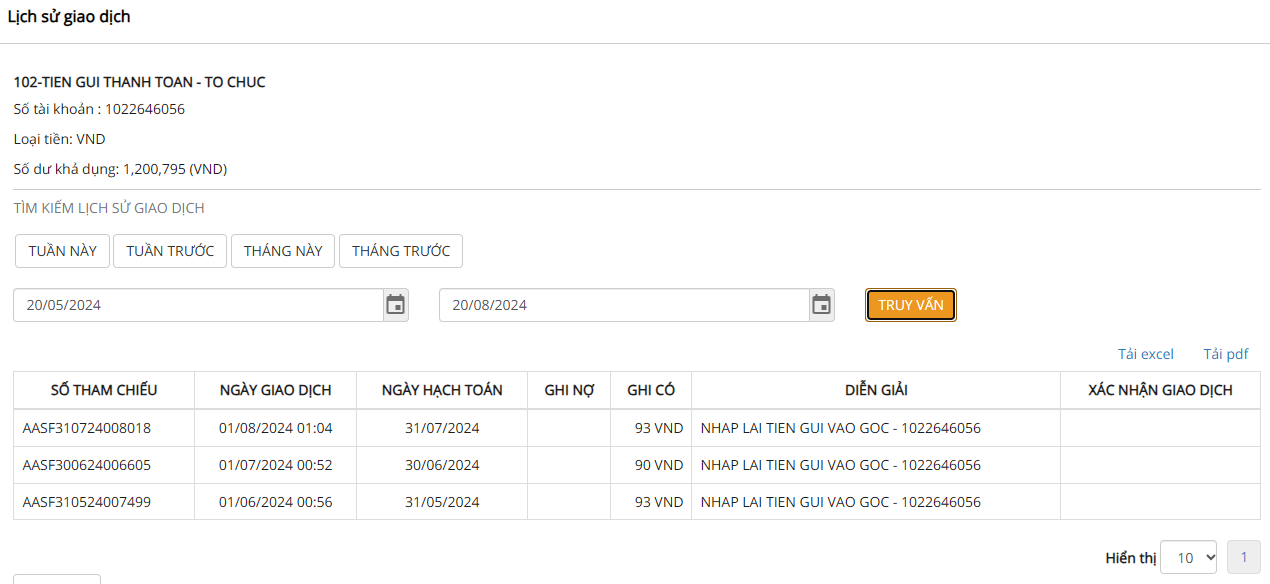 Lịch sử giao dịch
102-TIEN GUI THANH TOAN - TO CHUC
Số tài khoản : 1022646056
Loại tiền: VND
Số dư khả dụng: 1,200,795 (VND)
TÌM KIẾM LỊCH SỬ GIAO DỊCH
TUẦN NÀY TUẦN TRƯỚC THÁNG NÀY THÁNG TRƯỚC
20/05/2024 20/08/2024 TRUY VẤN
Tải excel Tải pdf
SỐ THAM CHIẾU NGÀY GIAO DỊCH NGÀY HẠCH TOÁN GHI NỢ GHI CÓ DIỄN GIẢI XÁC NHẬN GIAO DỊCH
AASF310724008018 01/08/2024 01:04 31/07/2024 93 VND NHAP LAI TIEN GUI VAO GOC - 1022646056
AASF300624006605 01/07/2024 00:52 30/06/2024 90 VND NHAP LAI TIEN GUI VAO GOC - 1022646056
AASF310524007499 01/06/2024 00:56 31/05/2024 93 VND NHAP LAI TIEN GUI VAO GOC - 1022646056
Hiển thị 10 1